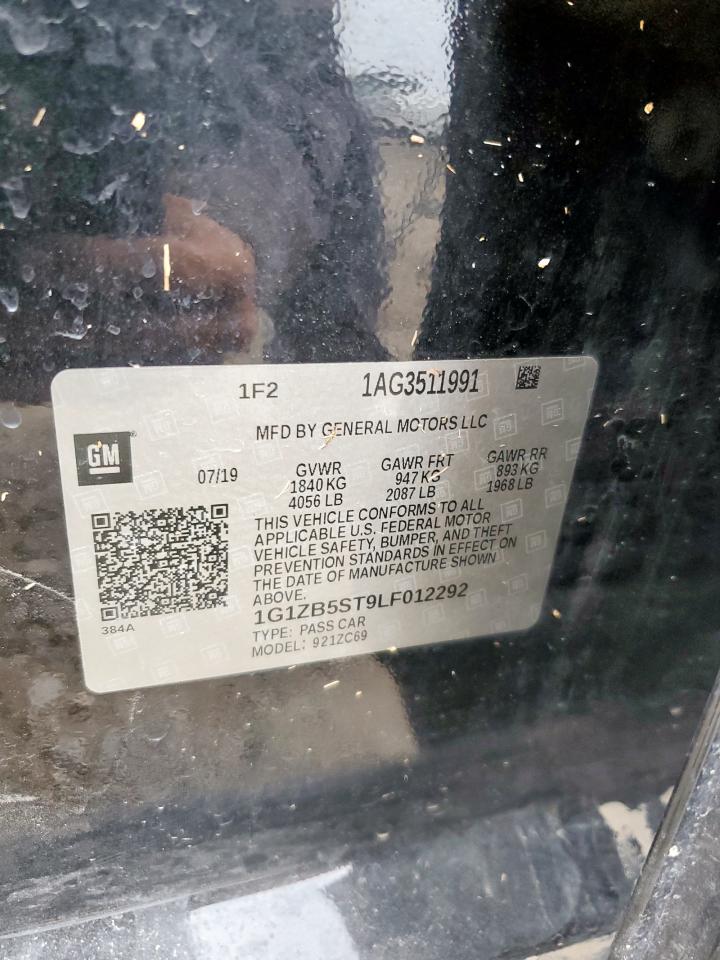 1F2 1AG3511991
MFD BY GENERAL MOTORS LLC
GM
07/19 GVWR GAWR FRT GAWR RR
1840 KG 947 KG 893 KG
4056 LB 2087 LB 1968 LB
THIS VEHICLE CONFORMS TO ALL
APPLICABLE U.S. FEDERAL MOTOR
VEHICLE SAFETY, BUMPER, AND THEFT
PREVENTION STANDARDS IN EFFECT ON
THE DATE OF MANUFACTURE SHOWN
ABOVE.
1G1ZB5ST9LF012292
384A
TYPE: PASS CAR
MODEL: 921ZC69